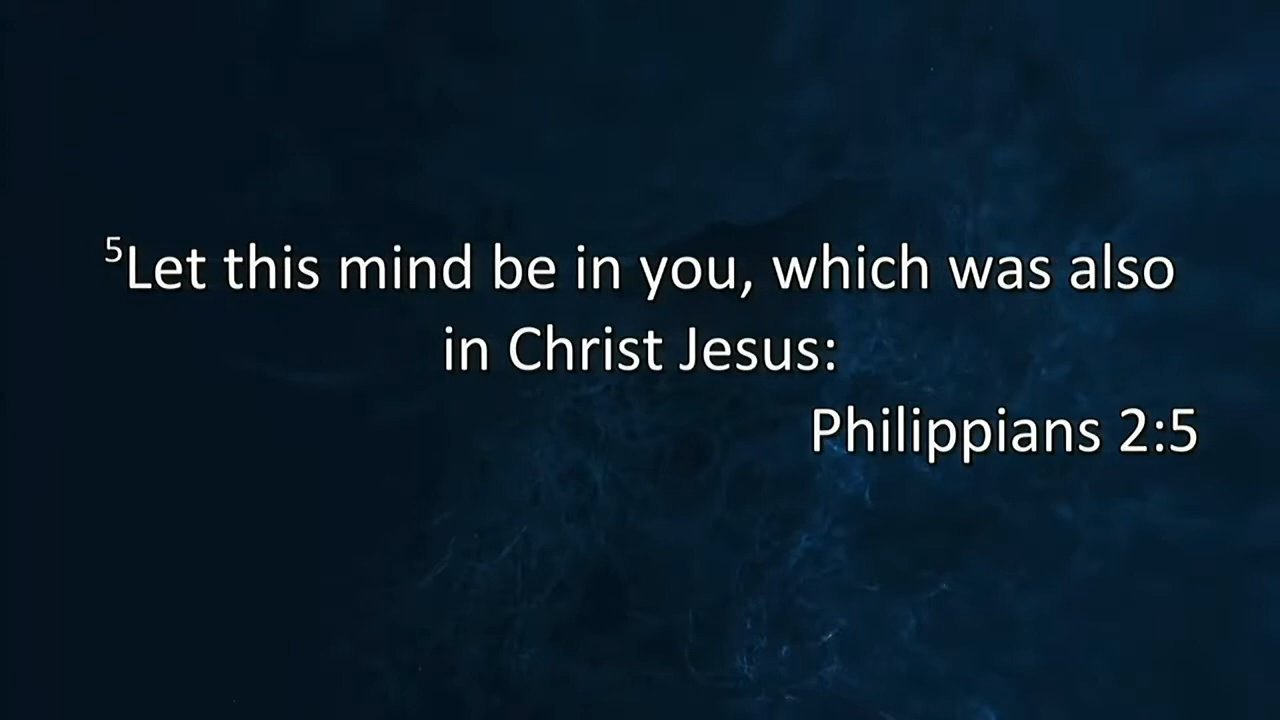 ⁵Let this mind be in you, which was also
in Christ Jesus:
Philippians 2:5